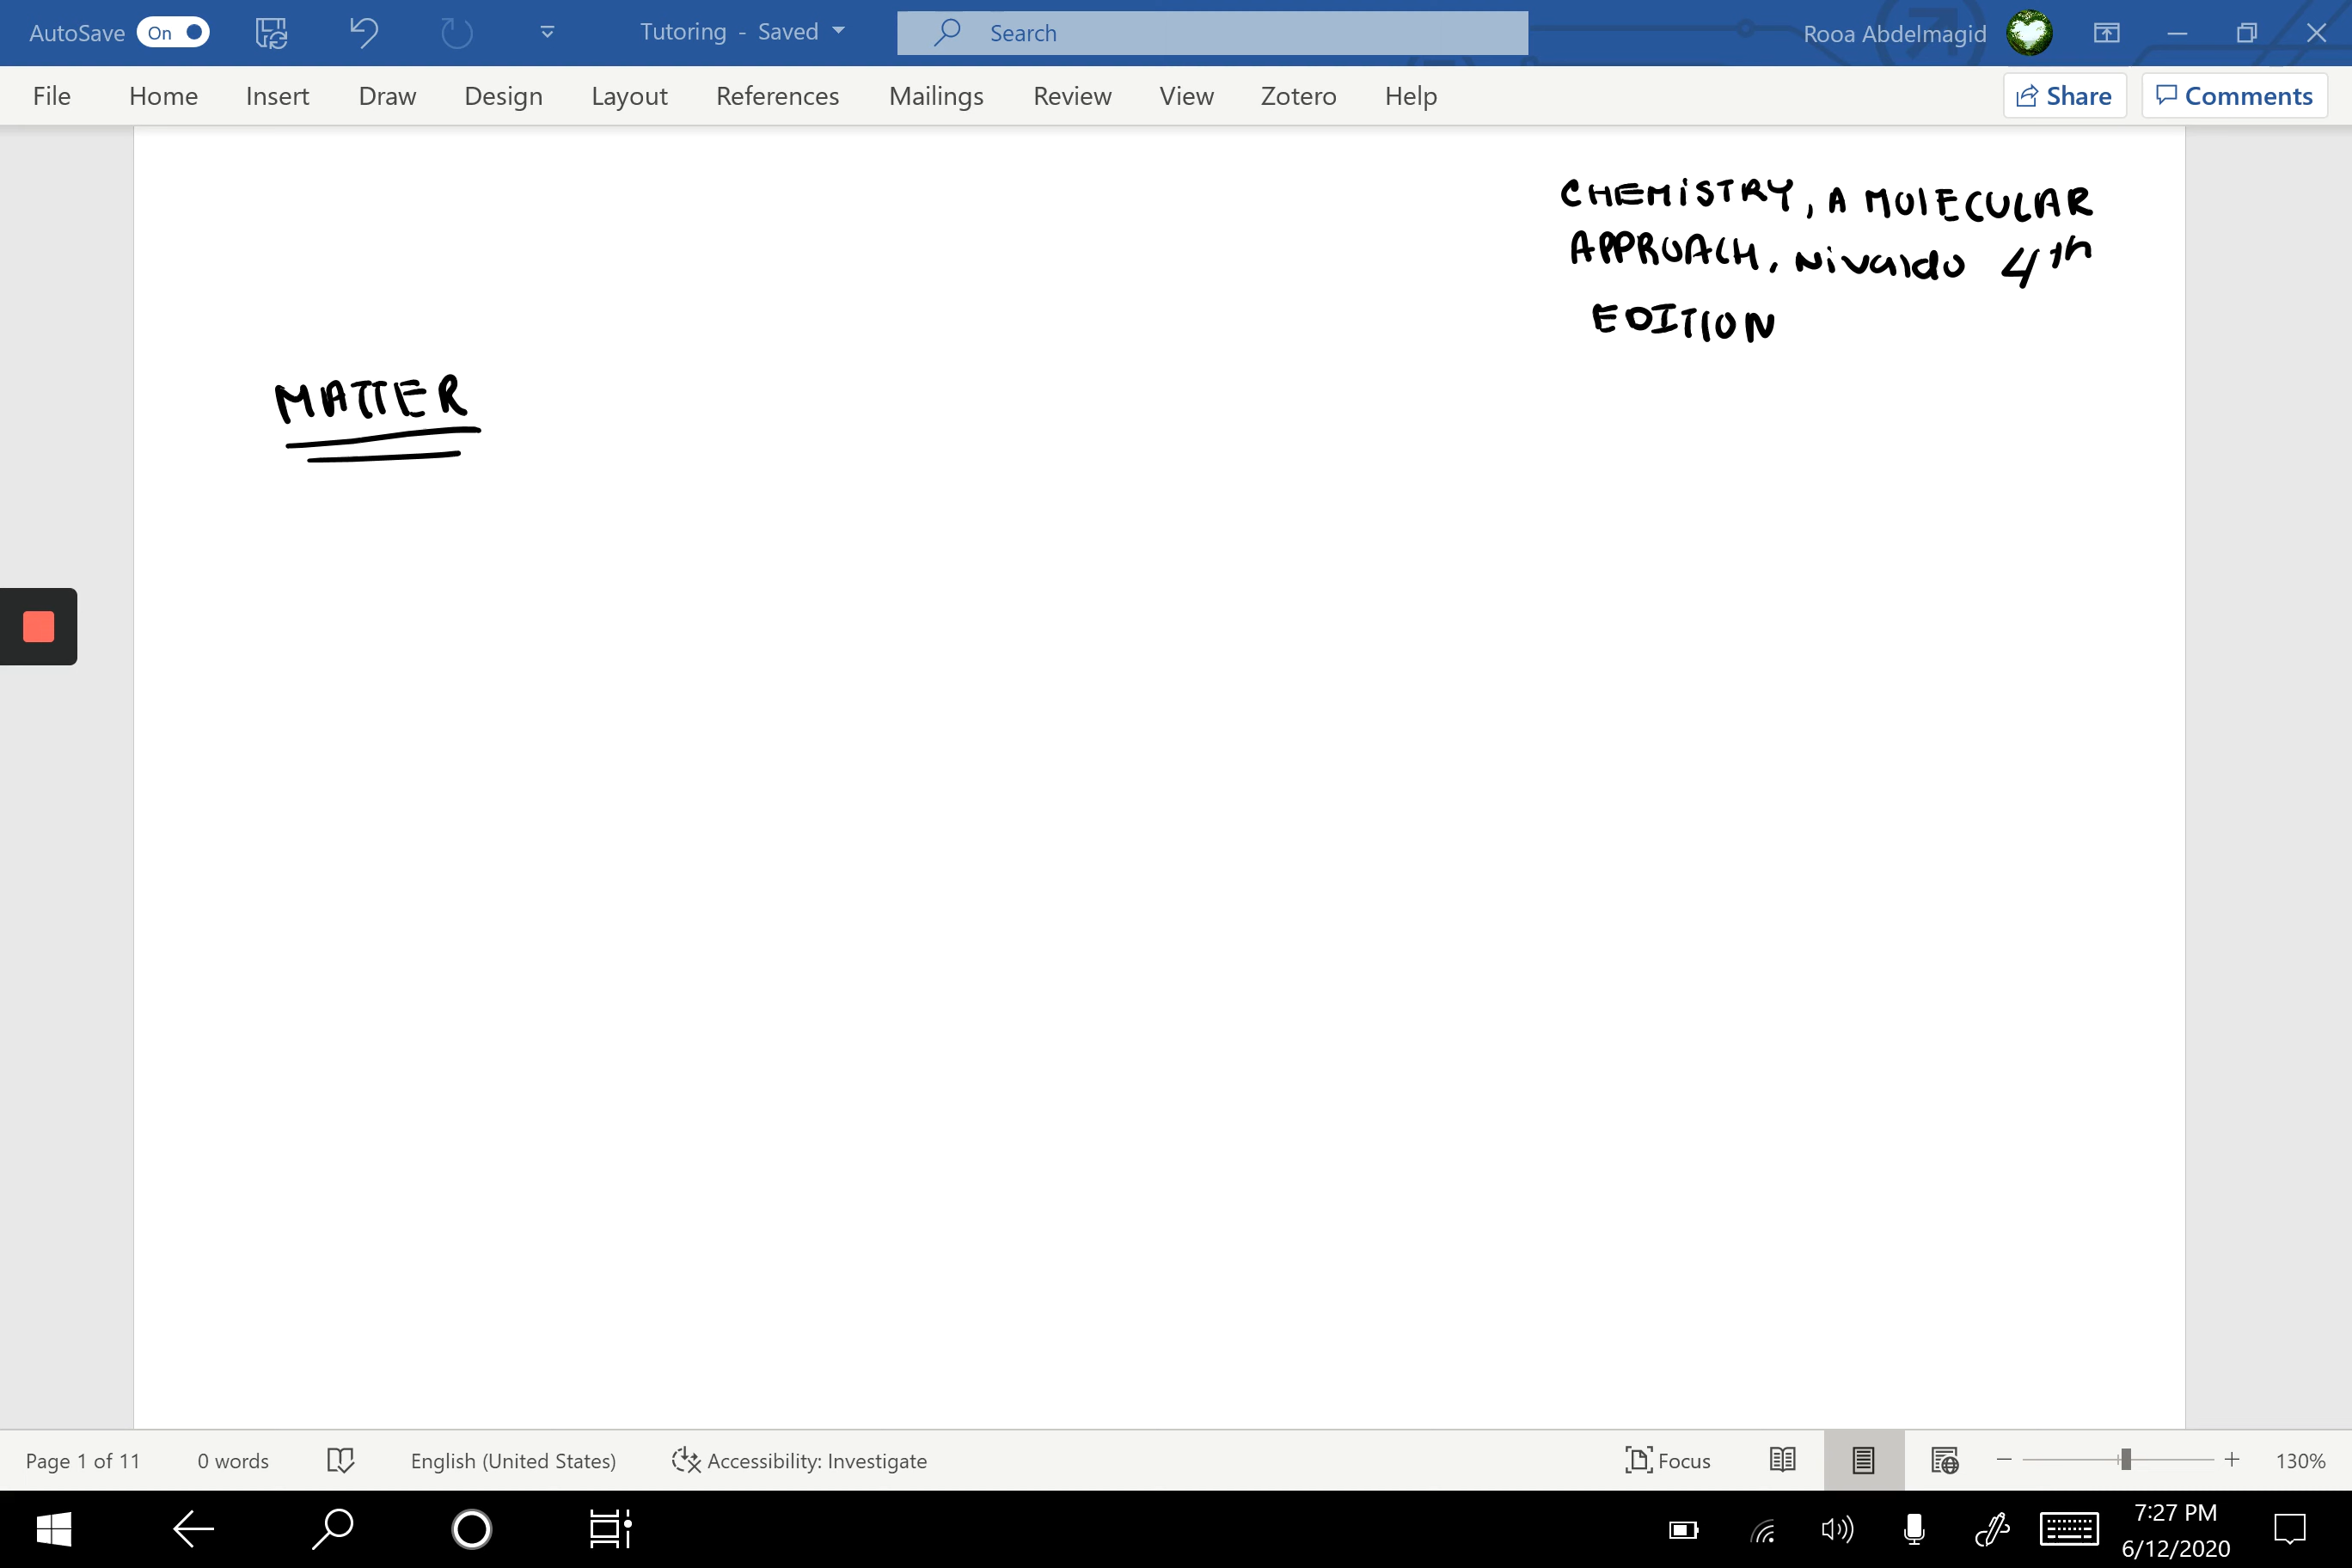 AutoSave On Tutoring - Saved Search Rooa Abdelmagid
File Home Insert Draw Design Layout References Mailings Review View Zotero Help Share Comments
CHEMiSTRY, A MOlECULAR
APPROACH, Nivaldo 4th
EDITION
MATTER
Page 1 of 11 0 words English (United States) Accessibility: Investigate Focus 130%
7:27 PM
6/12/2020